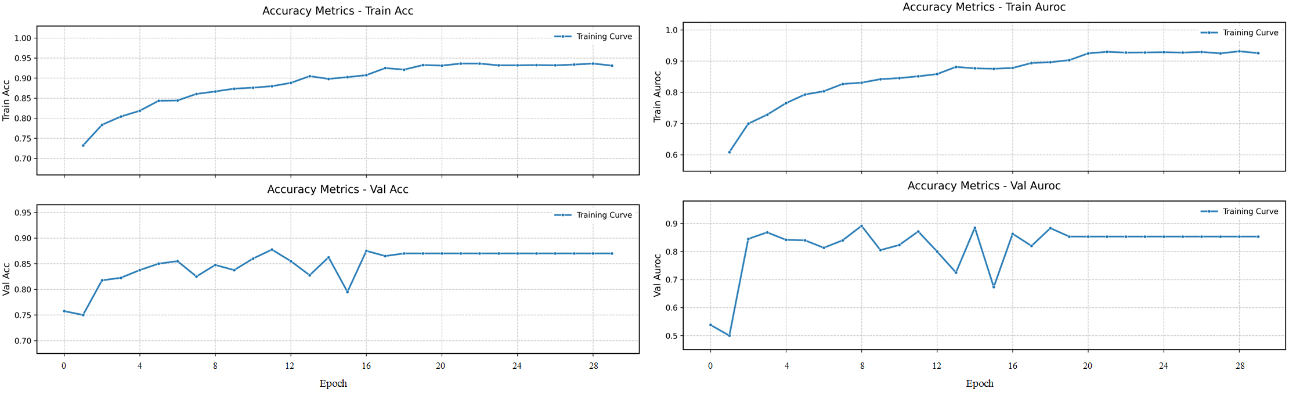 Accuracy Metrics - Train Acc
Training Curve
Train Acc
1.00
0.95
0.90
0.85
0.80
0.75
0.70
Accuracy Metrics - Val Acc
Training Curve
Val Acc
0.95
0.90
0.85
0.80
0.75
0.70
0 4 8 12 16 20 24 28
Epoch
Accuracy Metrics - Train Auroc
Training Curve
Train Auroc
1.0
0.9
0.8
0.7
0.6
Accuracy Metrics - Val Auroc
Training Curve
Val Auroc
0.9
0.8
0.7
0.6
0.5
0 4 8 12 16 20 24 28
Epoch